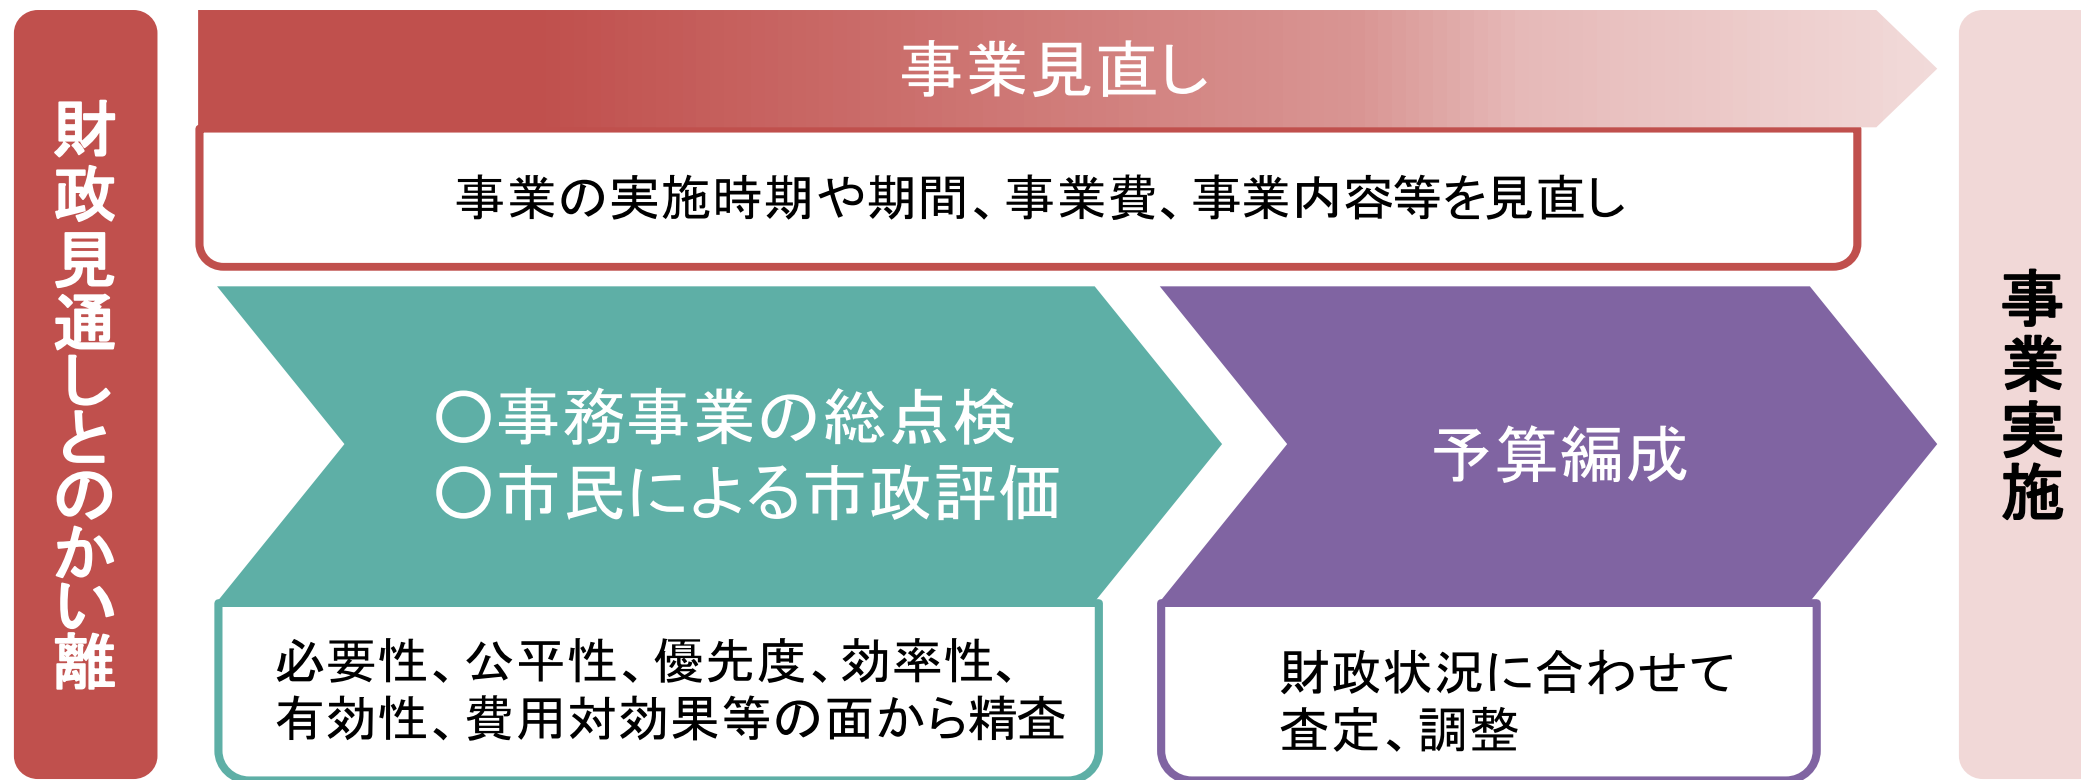 財政見通しとのかい離
事業見直し
事業の実施時期や期間、事業費、事業内容等を見直し
〇事務事業の総点検
〇市民による市政評価
必要性、公平性、優先度、効率性、
有効性、費用対効果等の面から精査
予算編成
財政状況に合わせて
査定、調整
事業実施